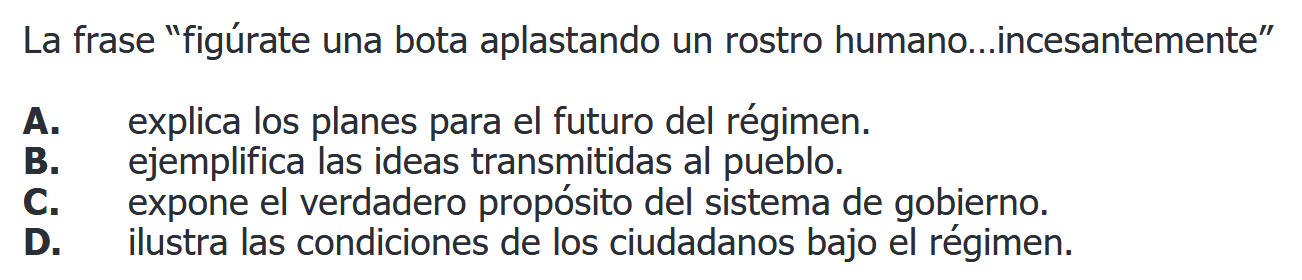 La frase “figúrate una bota aplastando un rostro humano…incesantemente”
A. explica los planes para el futuro del régimen.
B. ejemplifica las ideas transmitidas al pueblo.
C. expone el verdadero propósito del sistema de gobierno.
D. ilustra las condiciones de los ciudadanos bajo el régimen.